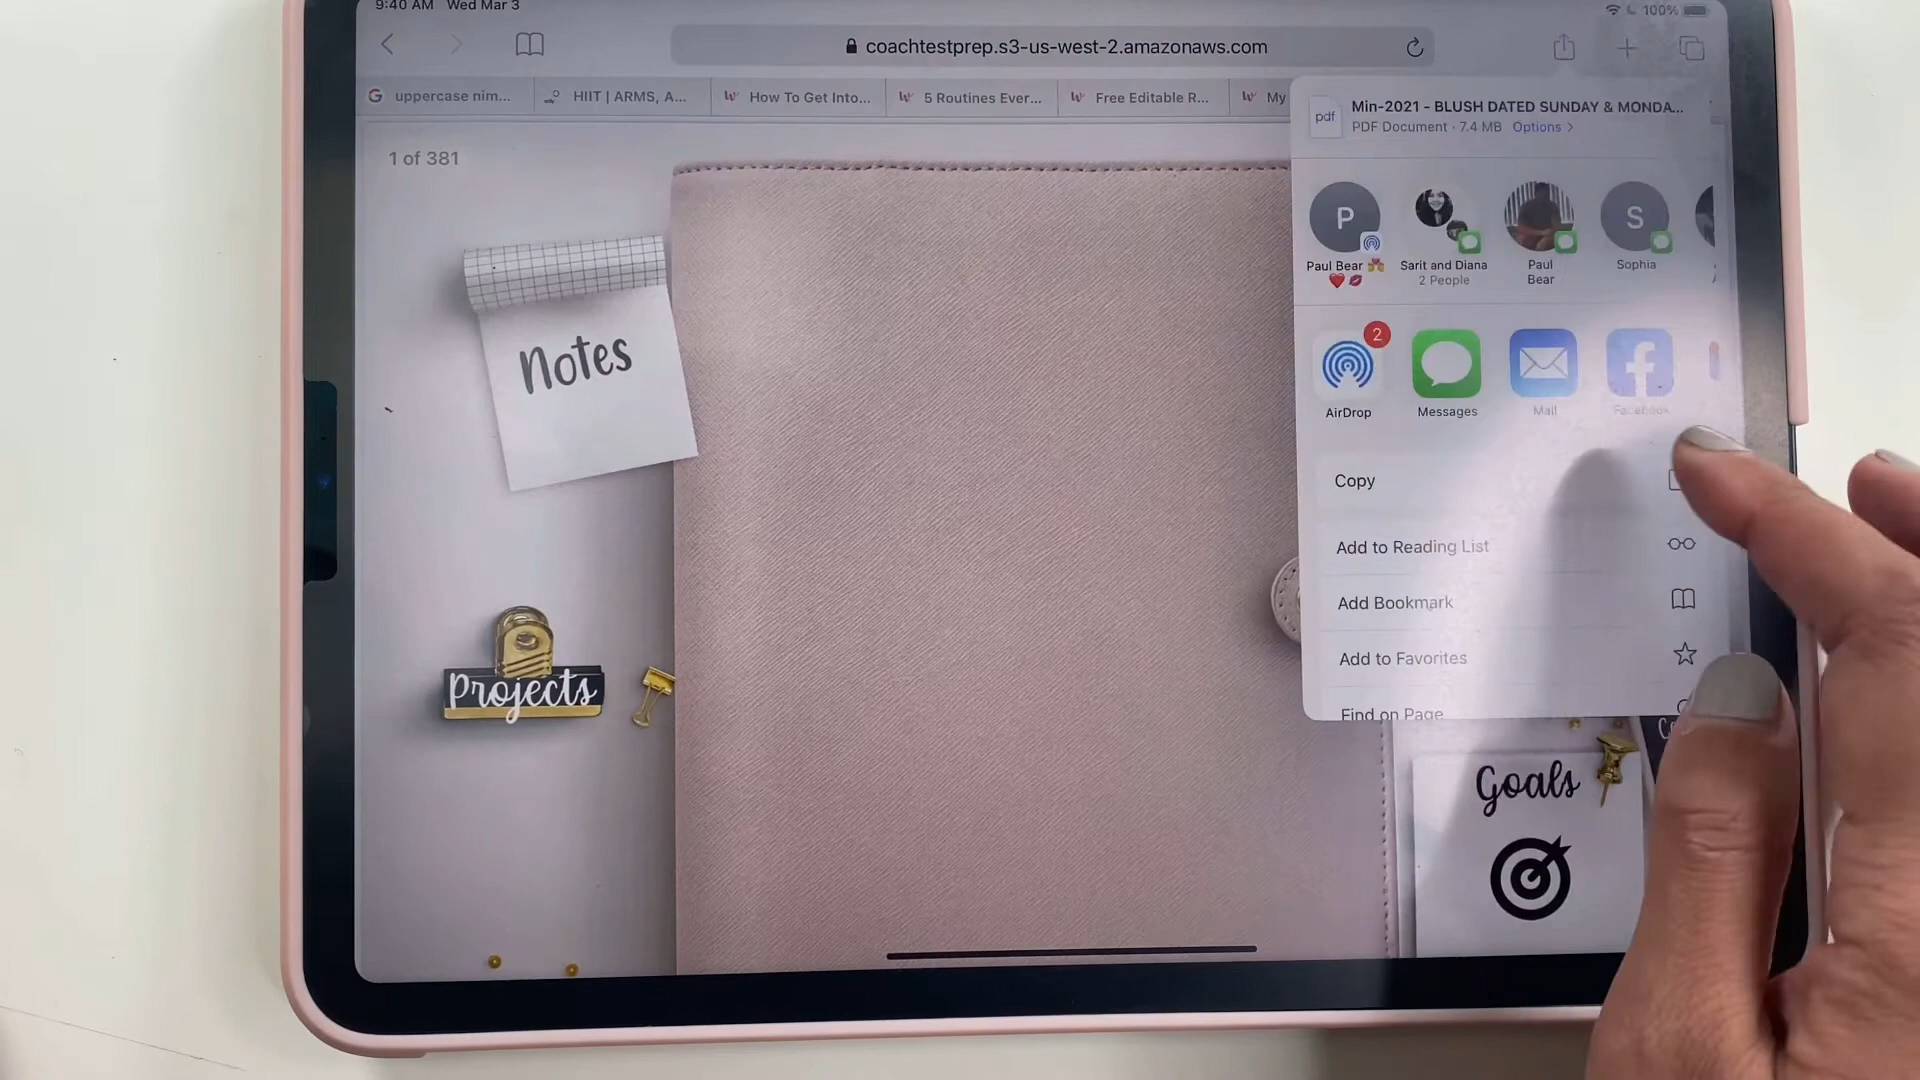 9:40 AM Wed Mar 3
100%
coachtestprep.s3-us-west-2.amazonaws.com
uppercase nim...
HIIT | ARMS, A...
How To Get Into...
5 Routines Ever...
Free Editable R...
My
1 of 381
pdf
Min-2021 - BLUSH DATED SUNDAY & MONDA...
PDF Document · 7.4 MB Options >
P
S
Paul Bear
Sarit and Diana
2 People
Paul
Bear
Sophia
2
AirDrop
Messages
Mail
Facebook
Copy
Add to Reading List
Add Bookmark
Add to Favorites
Find on Page
Notes
Projects
Goals